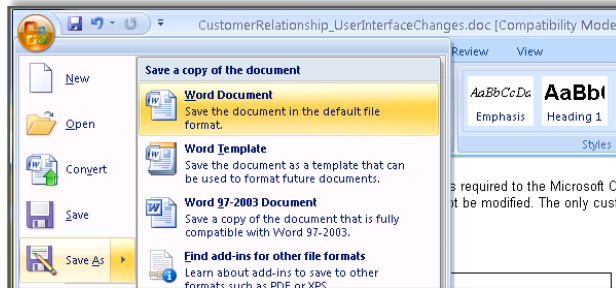 CustomerRelationship_UserInterfaceChanges.doc [Compatibility Mode
Review View
New
Open
Convert
Save
Save As
Save a copy of the document
Word Document
Save the document in the default file
format.
Word Template
Save the document as a template that can
be used to format future documents.
Word 97-2003 Document
Save a copy of the document that is fully
compatible with Word 97-2003.
Find add-ins for other file formats
Learn about add-ins to save to other
formats such as PDF or XPS.
AaBbCcDc AaBb(
Emphasis Heading 1
Styles
s required to the Microsoft C
ot be modified. The only cust